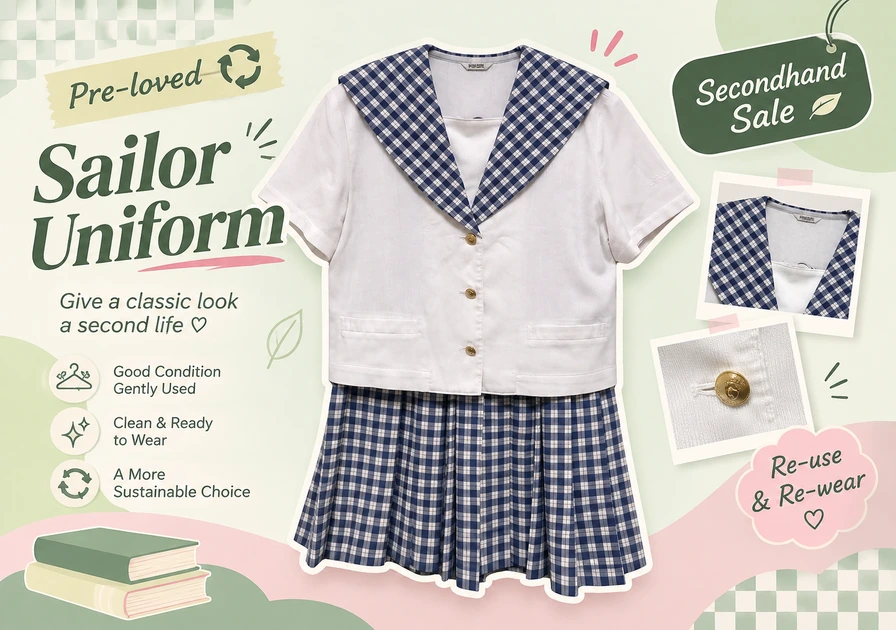 Pre-loved
Sailor
Uniform
Give a classic look
a second life ♡
Good Condition
Gently Used
Clean & Ready
to Wear
A More
Sustainable Choice
Secondhand
Sale
Re-use
& Re-wear
♡